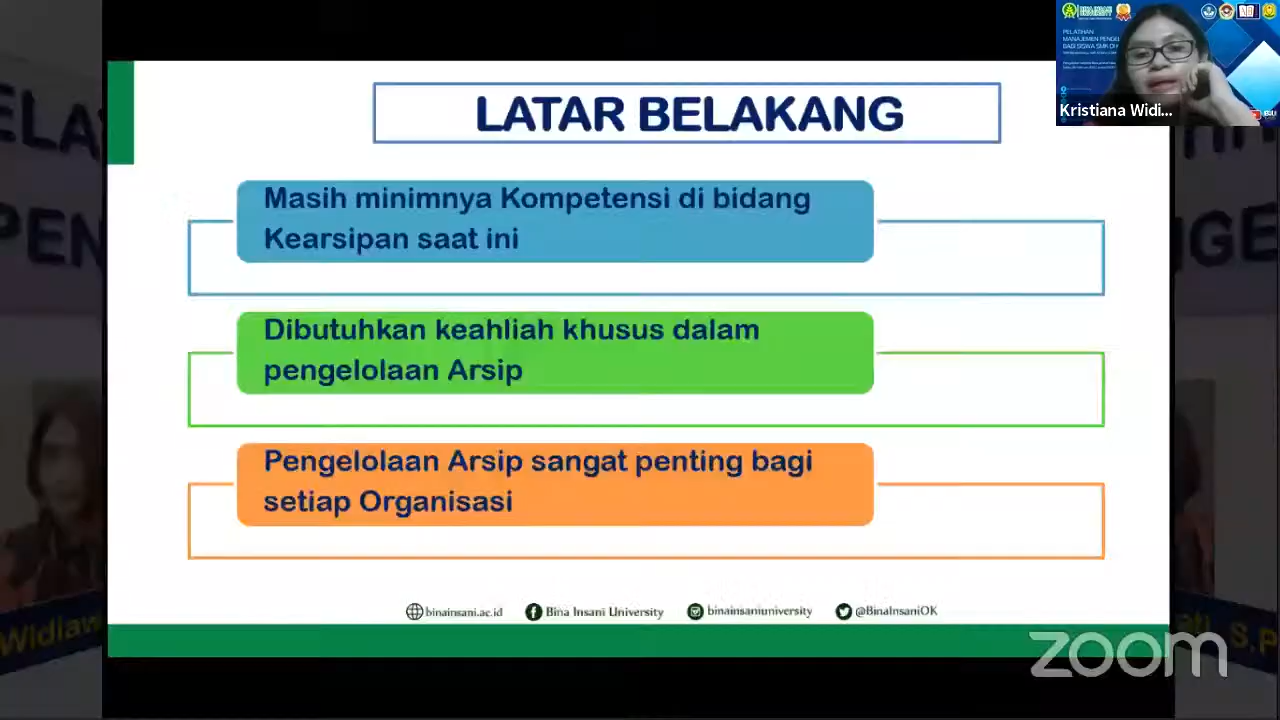 LATAR BELAKANG
Masih minimnya Kompetensi di bidang
Kearsipan saat ini
Dibutuhkan keahliah khusus dalam
pengelolaan Arsip
Pengelolaan Arsip sangat penting bagi
setiap Organisasi
binainsani.ac.id Bina Insani University binainsaniuniversity @BinaInsaniOK
Kristiana Widi...
PELATIHAN
zoom